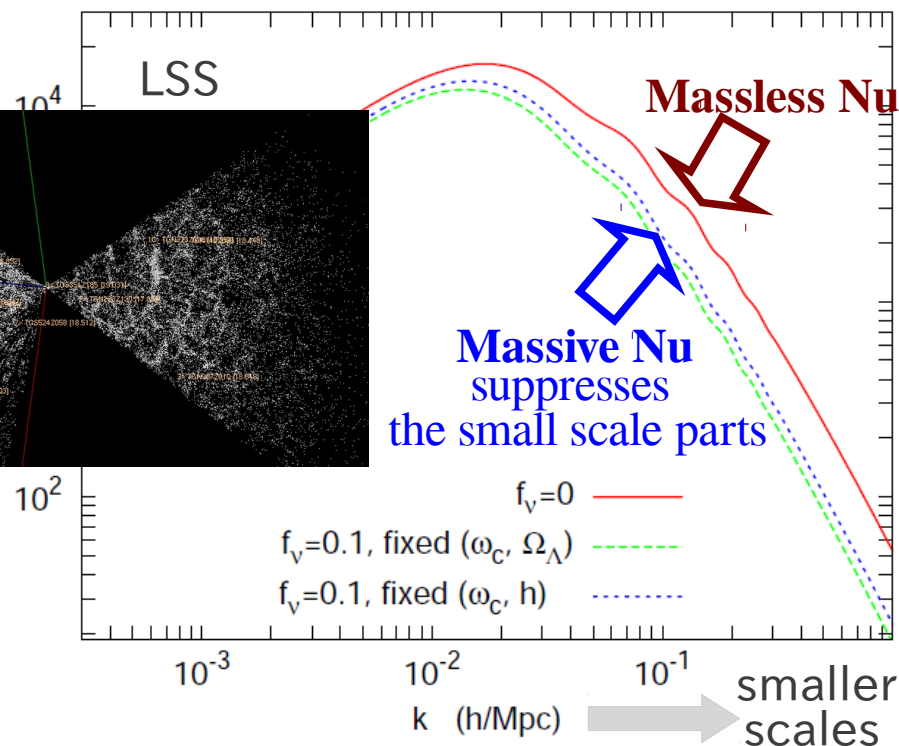 LSS
10^4
Massless Nu
Massive Nu
suppresses
the small scale parts
10^2
f_ν=0
f_ν=0.1, fixed (ω_c, Ω_Λ)
f_ν=0.1, fixed (ω_c, h)
10^-3 10^-2 10^-1
k (h/Mpc)
smaller
scales